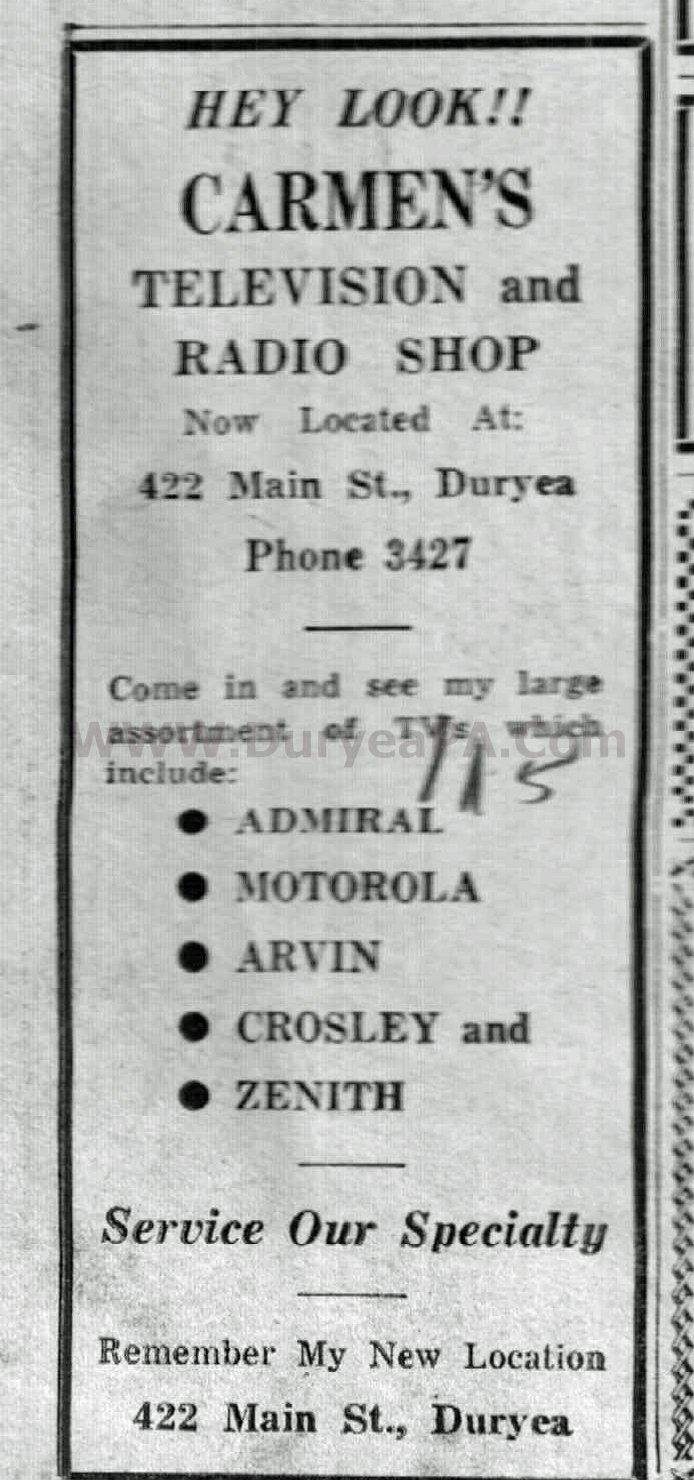 HEY LOOK!!
CARMEN'S
TELEVISION and
RADIO SHOP
Now Located At:
422 Main St., Duryea
Phone 3427
Come in and see my large
assortment of TVs which
include:
WWW.DuryeaPA.Com
● ADMIRAL
● MOTOROLA
● ARVIN
● CROSLEY and
● ZENITH
Service Our Specialty
Remember My New Location
422 Main St., Duryea